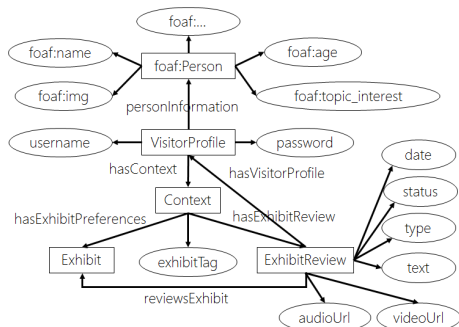 foaf:...
foaf:name
foaf:age
foaf:Person
foaf:img
foaf:topic_interest
personInformation
username
VisitorProfile
password
hasContext
hasVisitorProfile
date
status
Context
hasExhibitPreferences
hasExhibitReview
type
Exhibit
exhibitTag
ExhibitReview
text
reviewsExhibit
audioUrl
videoUrl